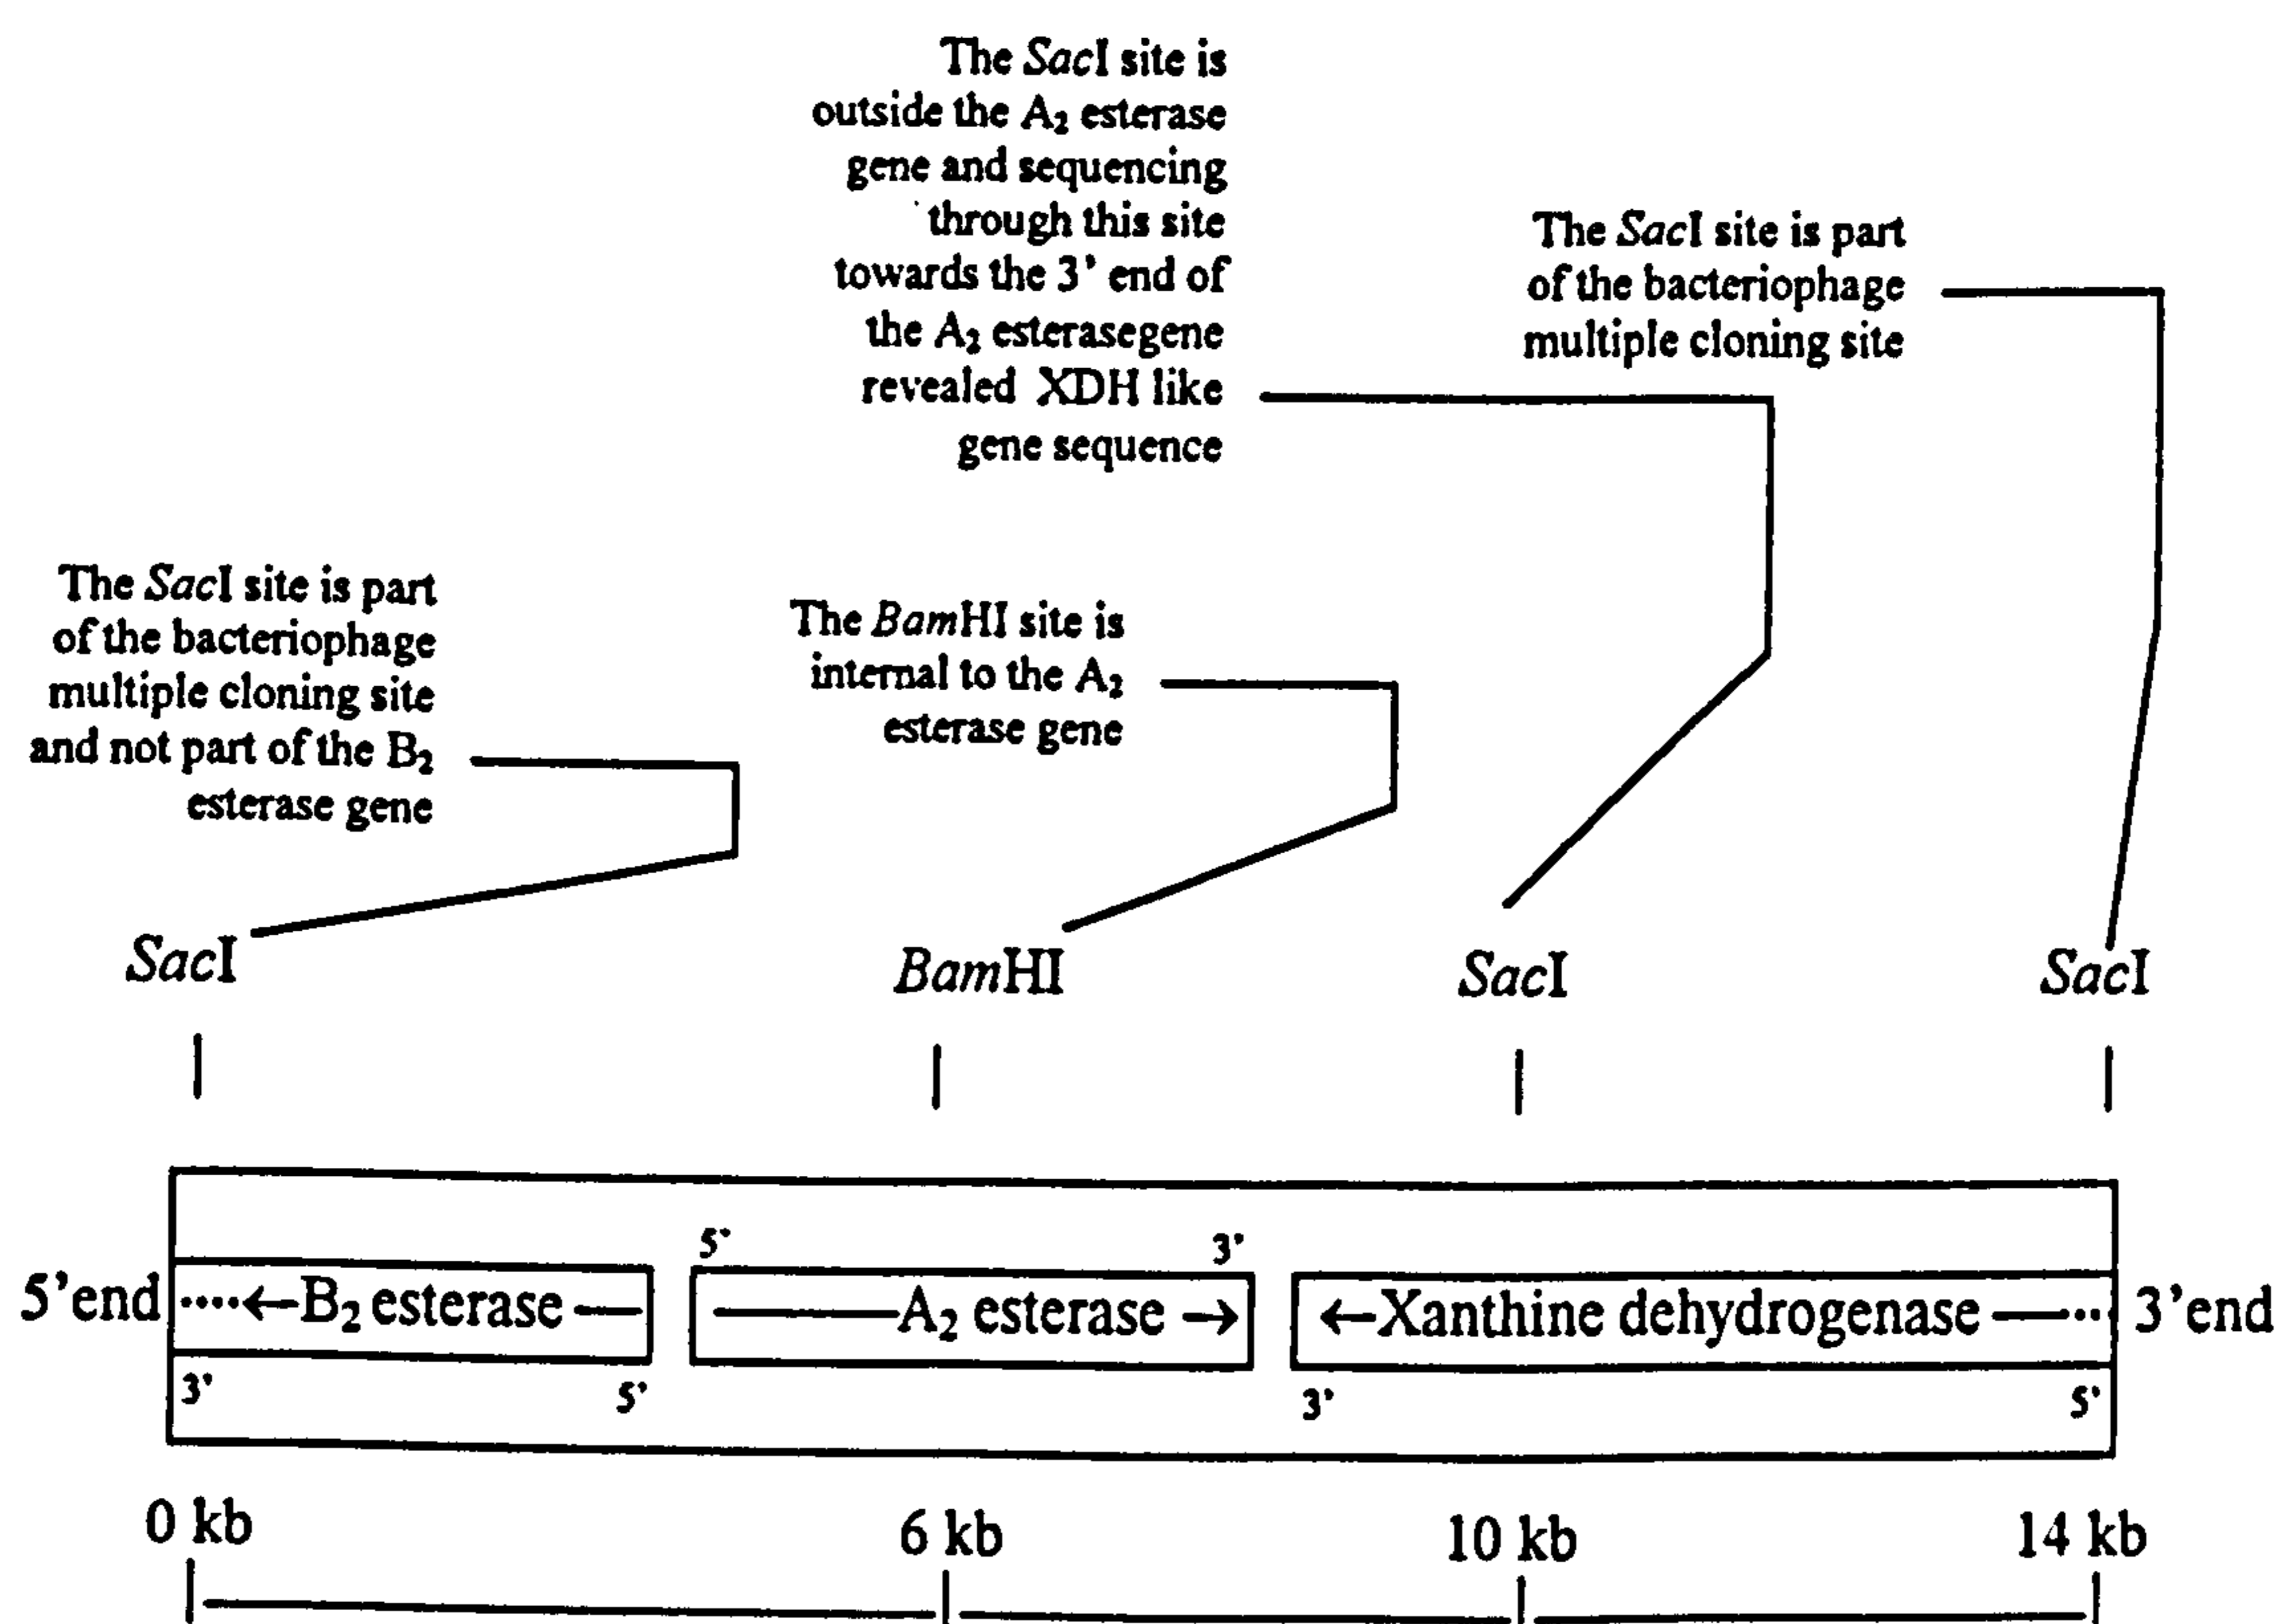 The SacI site is
outside the A₂ esterase
gene and sequencing
through this site
towards the 3' end of
the A₂ esterasegene
revealed XDH like
gene sequence
The SacI site is part
of the bacteriophage
multiple cloning site
The SacI site is part
of the bacteriophage
multiple cloning site
and not part of the B₂
esterase gene
The BamHI site is
internal to the A₂
esterase gene
SacI
BamHI
SacI
SacI
5' 3'
5'end ····←B₂ esterase — ——A₂ esterase → ←Xanthine dehydrogenase —··· 3'end
3' 5' 3' 5'
0 kb 6 kb 10 kb 14 kb